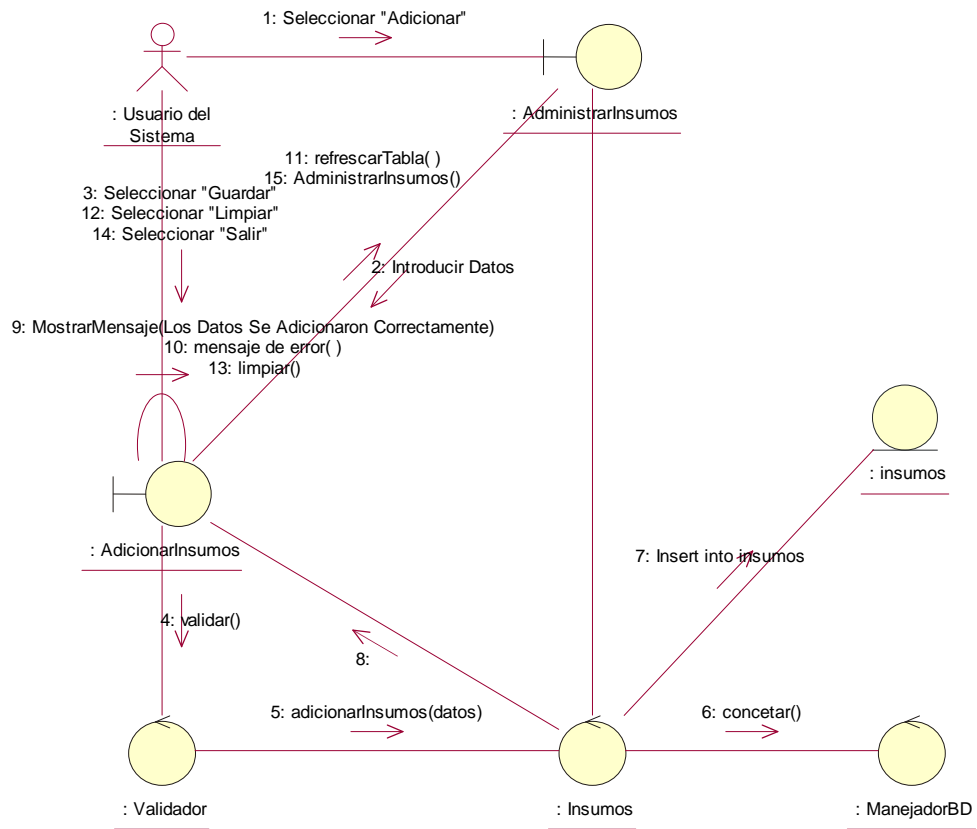 1: Seleccionar "Adicionar"
: Usuario del
Sistema
: AdministrarInsumos
11: refrescarTabla( )
15: AdministrarInsumos()
3: Seleccionar "Guardar"
12: Seleccionar "Limpiar"
14: Seleccionar "Salir"
2: Introducir Datos
9: MostrarMensaje(Los Datos Se Adicionaron Correctamente)
10: mensaje de error( )
13: limpiar()
: insumos
: AdicionarInsumos
7: Insert into insumos
4: validar()
8:
5: adicionarInsumos(datos)
6: concetar()
: Validador
: Insumos
: ManejadorBD